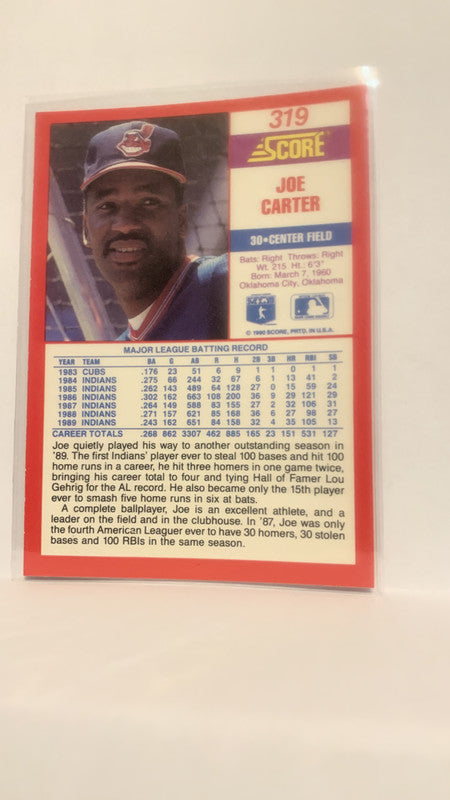 319
SCORE
JOE
CARTER
30•CENTER FIELD
Bats: Right Throws: Right
Wt. 215. Ht.: 6'3"
Born: March 7, 1960
Oklahoma City, Oklahoma
© 1990 SCORE, PRTD. IN U.S.A.
MAJOR LEAGUE BATTING RECORD
YEAR TEAM BA G AB R H 2B 3B HR RBI SB
1983 CUBS .176 23 51 6 9 1 1 0 1 1
1984 INDIANS .275 66 244 32 67 6 1 13 41 2
1985 INDIANS .262 143 489 64 128 27 0 15 59 24
1986 INDIANS .302 162 663 108 200 36 9 29 121 29
1987 INDIANS .264 149 588 83 155 27 2 32 106 31
1988 INDIANS .271 157 621 85 168 36 6 27 98 27
1989 INDIANS .243 162 651 84 158 32 4 35 105 13
CAREER TOTALS .268 862 3307 462 885 165 23 151 531 127
Joe quietly played his way to another outstanding season in
'89. The first Indians' player ever to steal 100 bases and hit 100
home runs in a career, he hit three homers in one game twice,
bringing his career total to four and tying Hall of Famer Lou
Gehrig for the AL record. He also became only the 15th player
ever to smash five home runs in six at bats.
A complete ballplayer, Joe is an excellent athlete, and a
leader on the field and in the clubhouse. In '87, Joe was only
the fourth American Leaguer ever to have 30 homers, 30 stolen
bases and 100 RBIs in the same season.